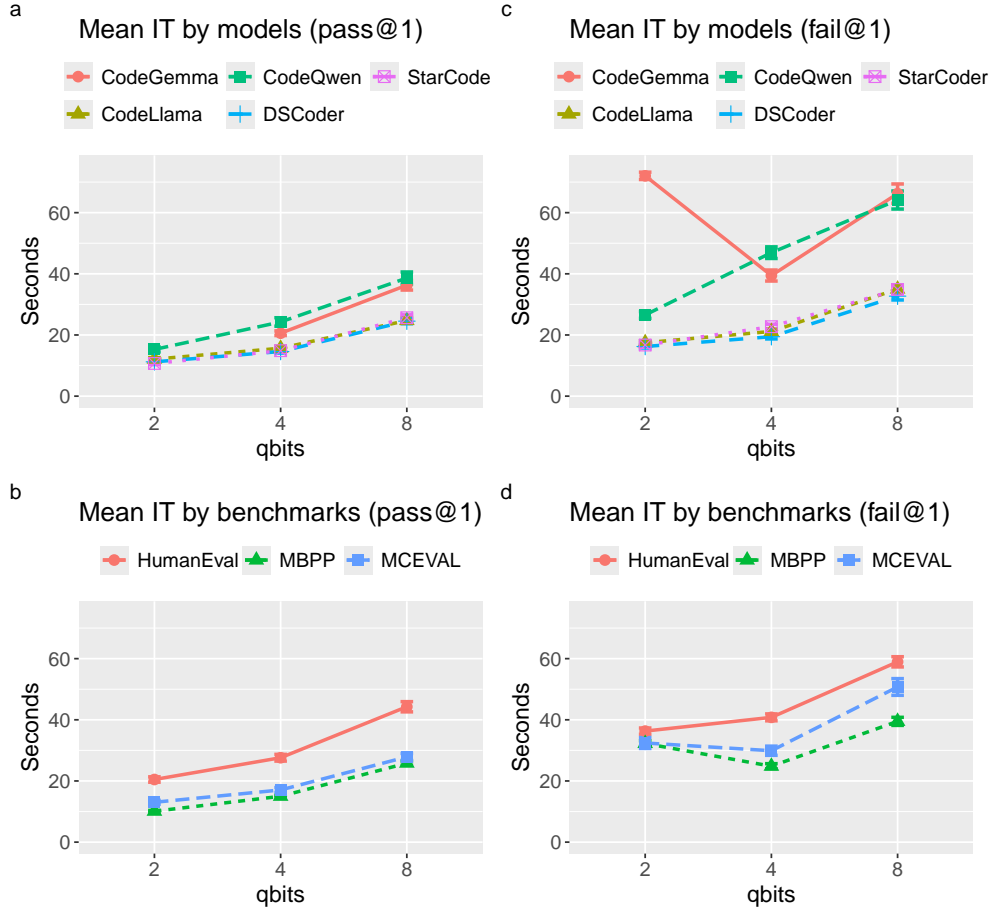 a
Mean IT by models (pass@1)
CodeGemma CodeQwen StarCode
CodeLlama DSCoder
60
40
20
0
Seconds
2 4 8
qbits
c
Mean IT by models (fail@1)
CodeGemma CodeQwen StarCoder
CodeLlama DSCoder
60
40
20
0
Seconds
2 4 8
qbits
b
Mean IT by benchmarks (pass@1)
HumanEval MBPP MCEVAL
60
40
20
0
Seconds
2 4 8
qbits
d
Mean IT by benchmarks (fail@1)
HumanEval MBPP MCEVAL
60
40
20
0
Seconds
2 4 8
qbits